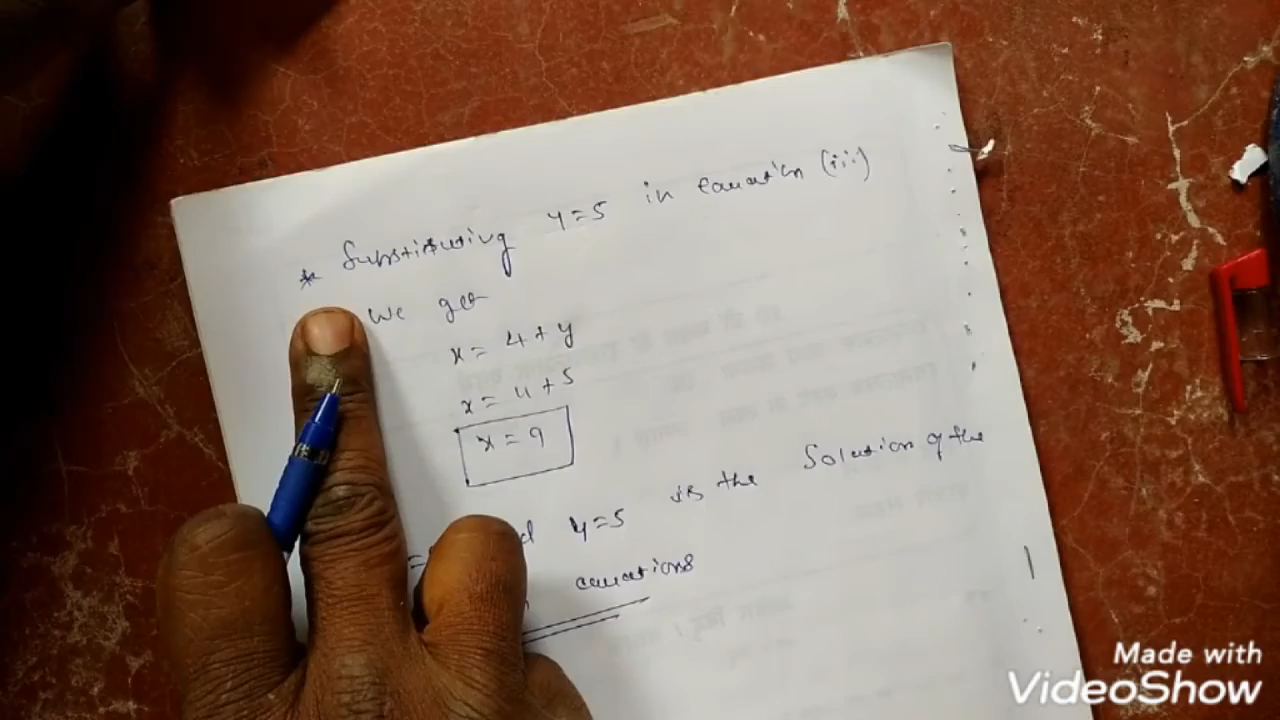 * Substituting y=5 in equation (iii)
We get
x = 4 + y
x = 4 + 5
x = 9
= d y=5 is the Solution of the
equations
Made with
VideoShow